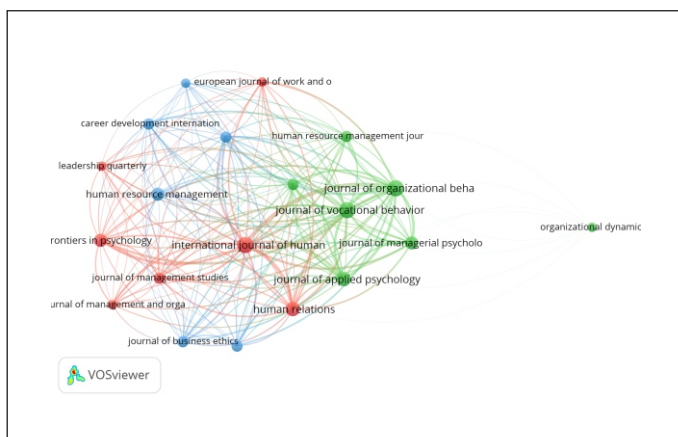 european journal of work and o
career development internation
human resource management jour
leadership quarterly
human resource management
journal of organizational beha
journal of vocational behavior
organizational dynamic
frontiers in psychology
international journal of human
journal of managerial psycholo
journal of management studies
journal of applied psychology
urnal of management and orga
human relations
journal of business ethics
VOSviewer